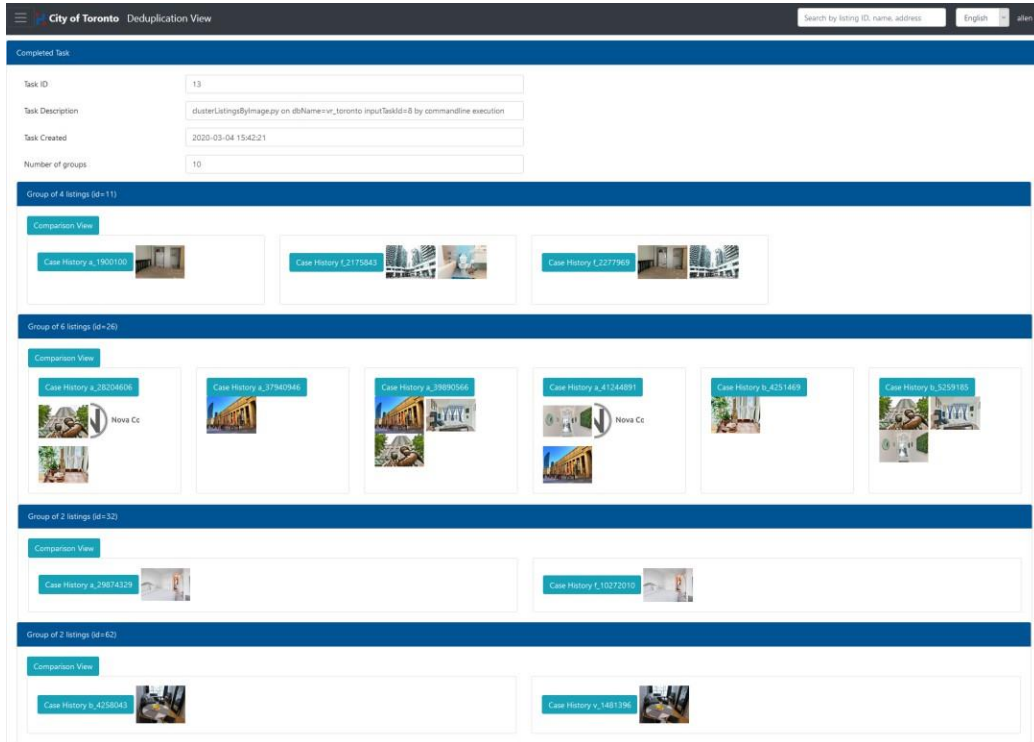 City of Toronto Deduplication View
Search by listing ID, name, address
English
allen
Completed Task
Task ID
13
Task Description
clusterListingsByImage.py on dbName=vr_toronto inputTaskId=8 by commandline execution
Task Created
2020-03-04 15:42:21
Number of groups
10
Group of 4 listings (id=11)
Comparison View
Case History a_1900100
Case History f_2175843
Case History f_2277969
Group of 6 listings (id=26)
Comparison View
Case History a_28204606
Nova Cc
Case History a_37940946
Case History a_39890566
Case History a_41244891
Nova Cc
Case History b_4251469
Case History b_5259185
Group of 2 listings (id=32)
Comparison View
Case History a_29874329
Case History f_10272010
Group of 2 listings (id=62)
Comparison View
Case History b_4258043
Case History v_1481396